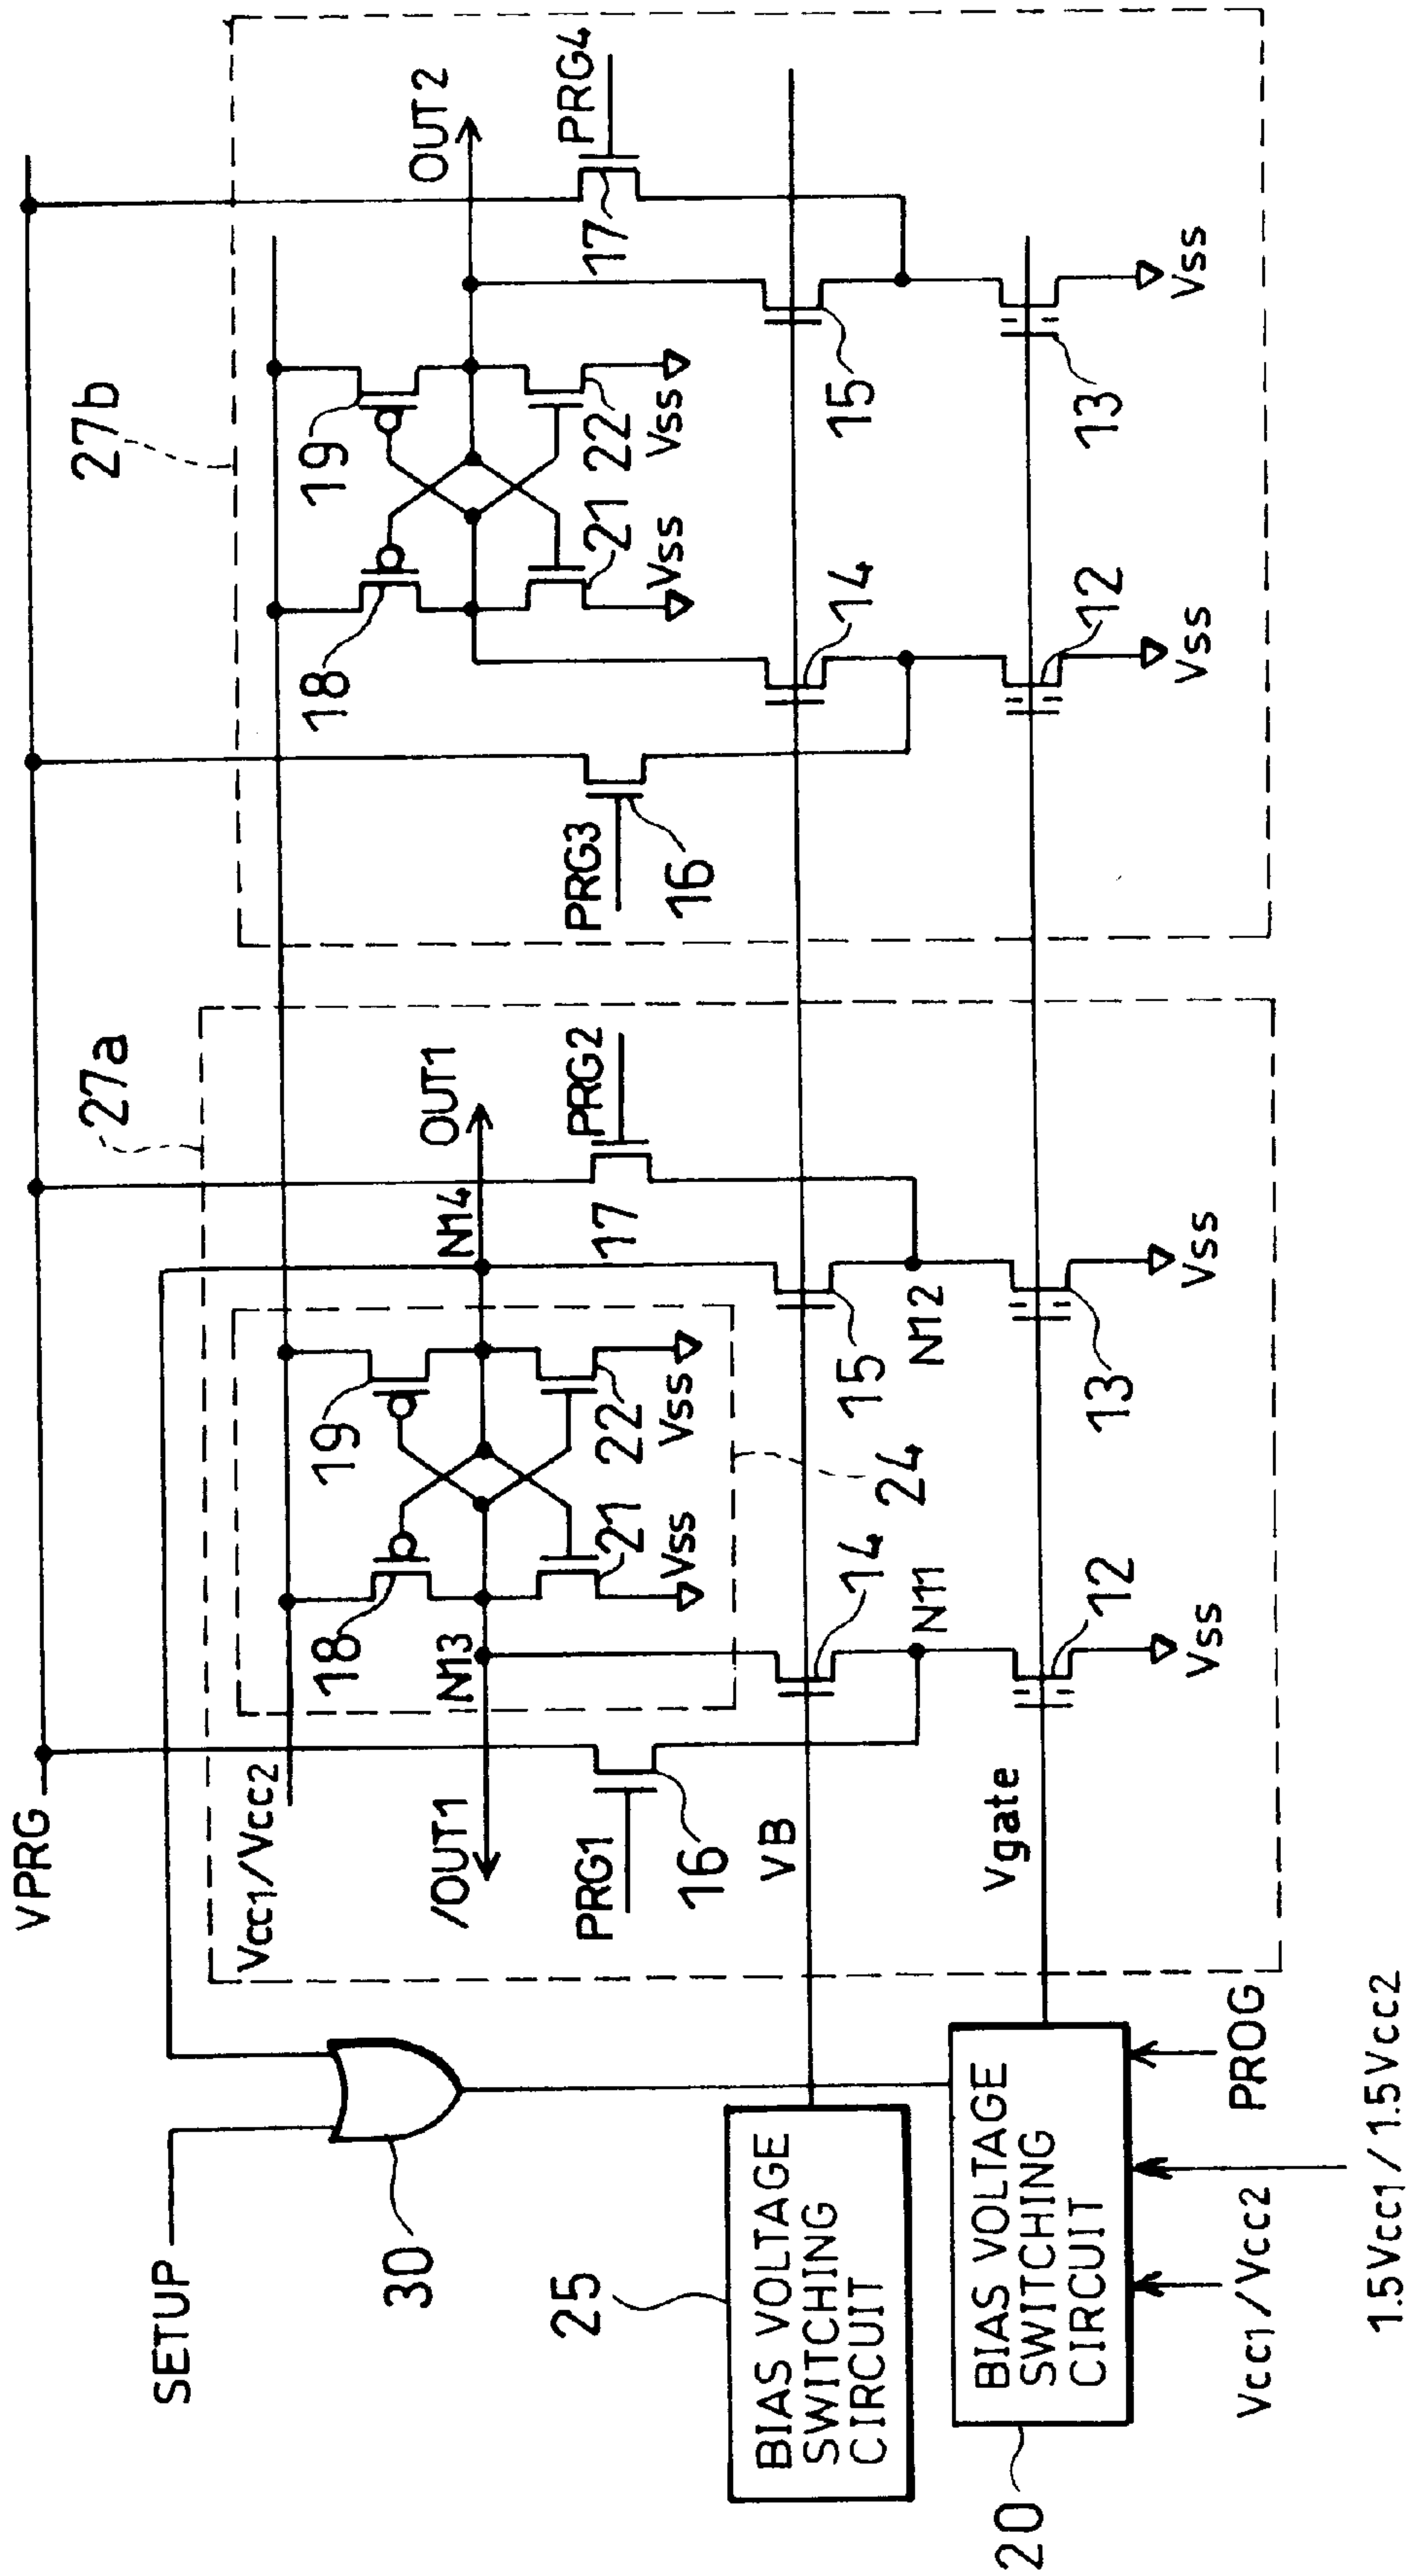 VPRG
27a
27b
Vcc1/Vcc2
SETUP
30
18
19
18
19
N13
N14
/OUT1
OUT1
OUT2
21
22
21
22
Vss
Vss
Vss
Vss
24
PRG1
16
PRG2
17
PRG3
16
PRG4
17
25
BIAS VOLTAGE
SWITCHING
CIRCUIT
VB
14
15
14
15
N11
N12
20
BIAS VOLTAGE
SWITCHING
CIRCUIT
Vgate
12
13
12
13
Vss
Vss
Vss
Vss
Vcc1/Vcc2
PROG
1.5Vcc1/1.5Vcc2